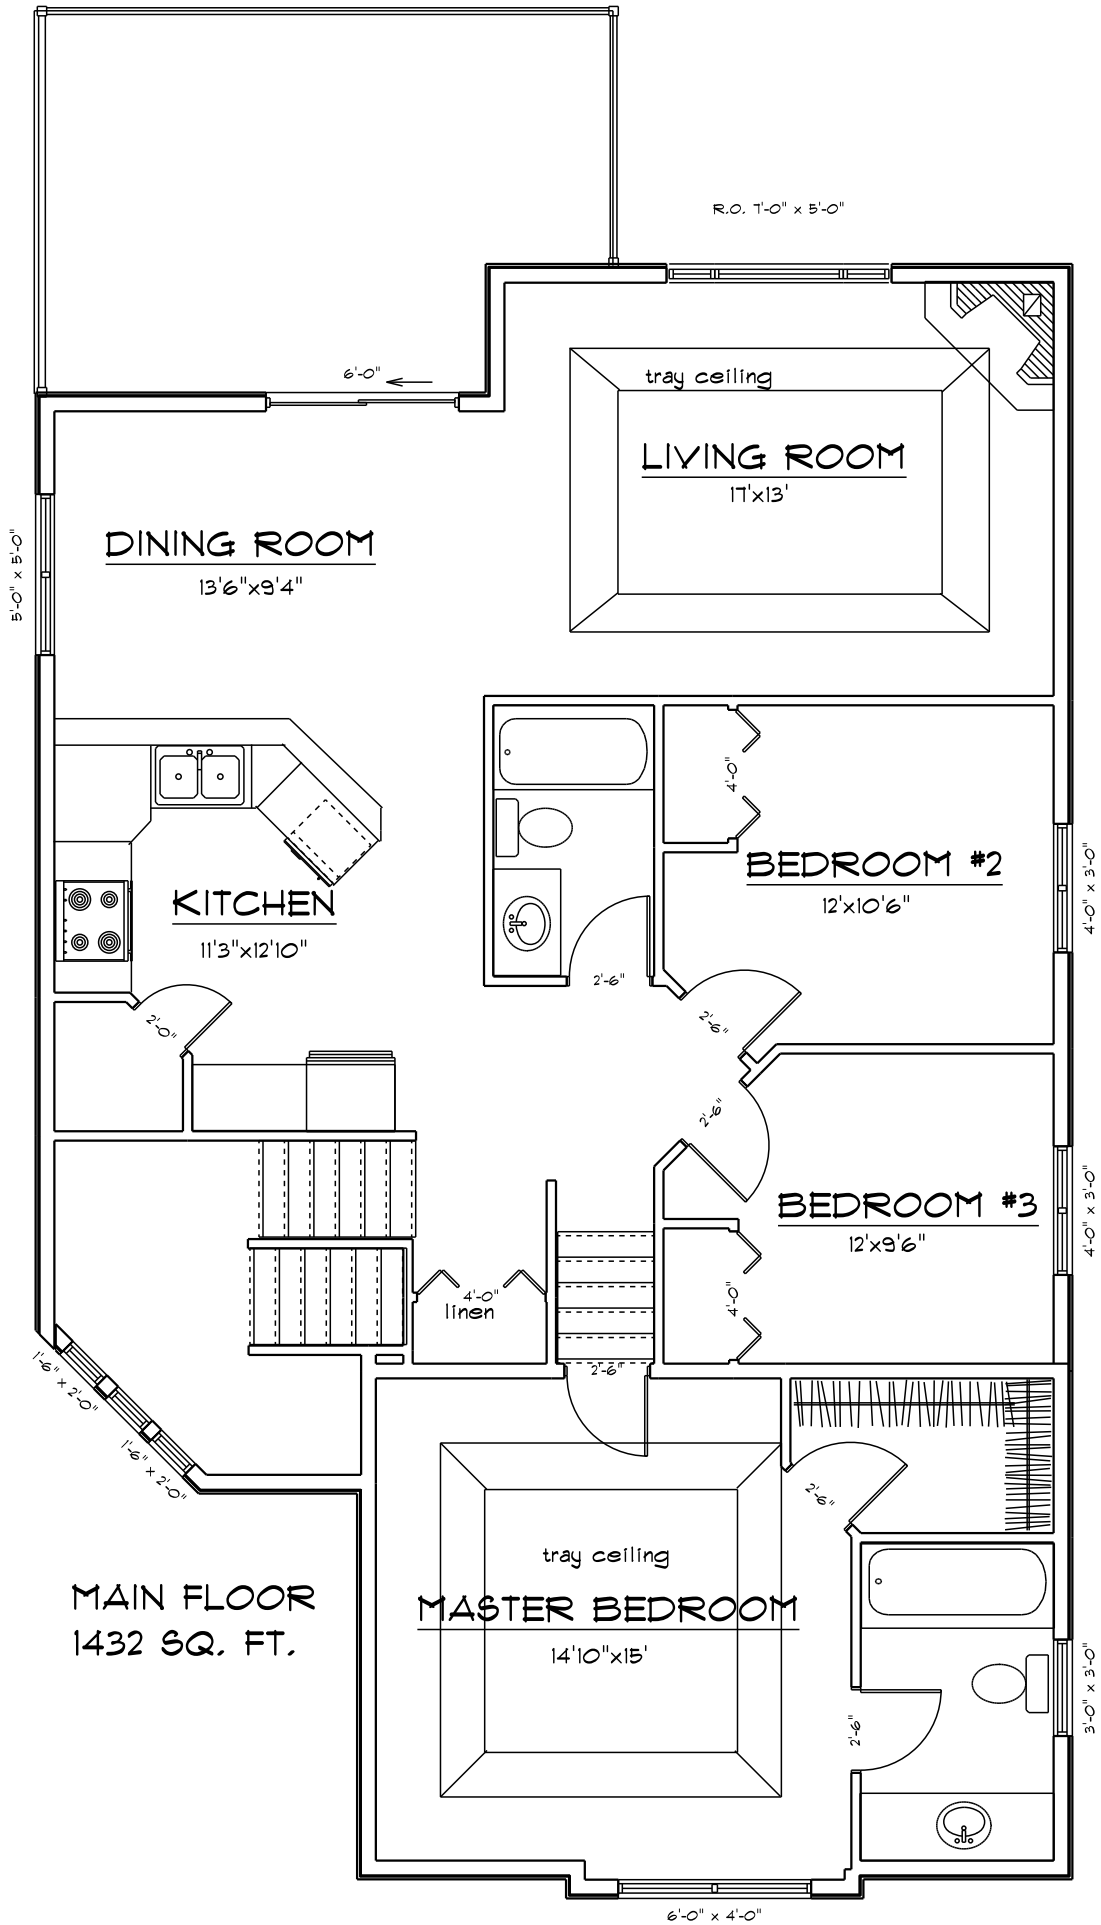 R.O. 7'-0" x 5'-0"
6'-0"
tray ceiling
LIVING ROOM
17'x13'
DINING ROOM
13'6"x9'4"
5'-0" x 5'-0"
4'-0"
BEDROOM #2
12'x10'6"
4'-0" x 3'-0"
KITCHEN
11'3"x12'10"
2'-6"
2'-0"
2'-6"
2'-6"
BEDROOM #3
12'x9'6"
4'-0" x 3'-0"
4'-0"
linen
4'-0"
2'-6"
1'-6" x 2'-0"
1'-6" x 2'-0"
2'-6"
tray ceiling
MASTER BEDROOM
14'10"x15'
MAIN FLOOR
1432 SQ. FT.
2'-6"
3'-0" x 3'-0"
6'-0" x 4'-0"